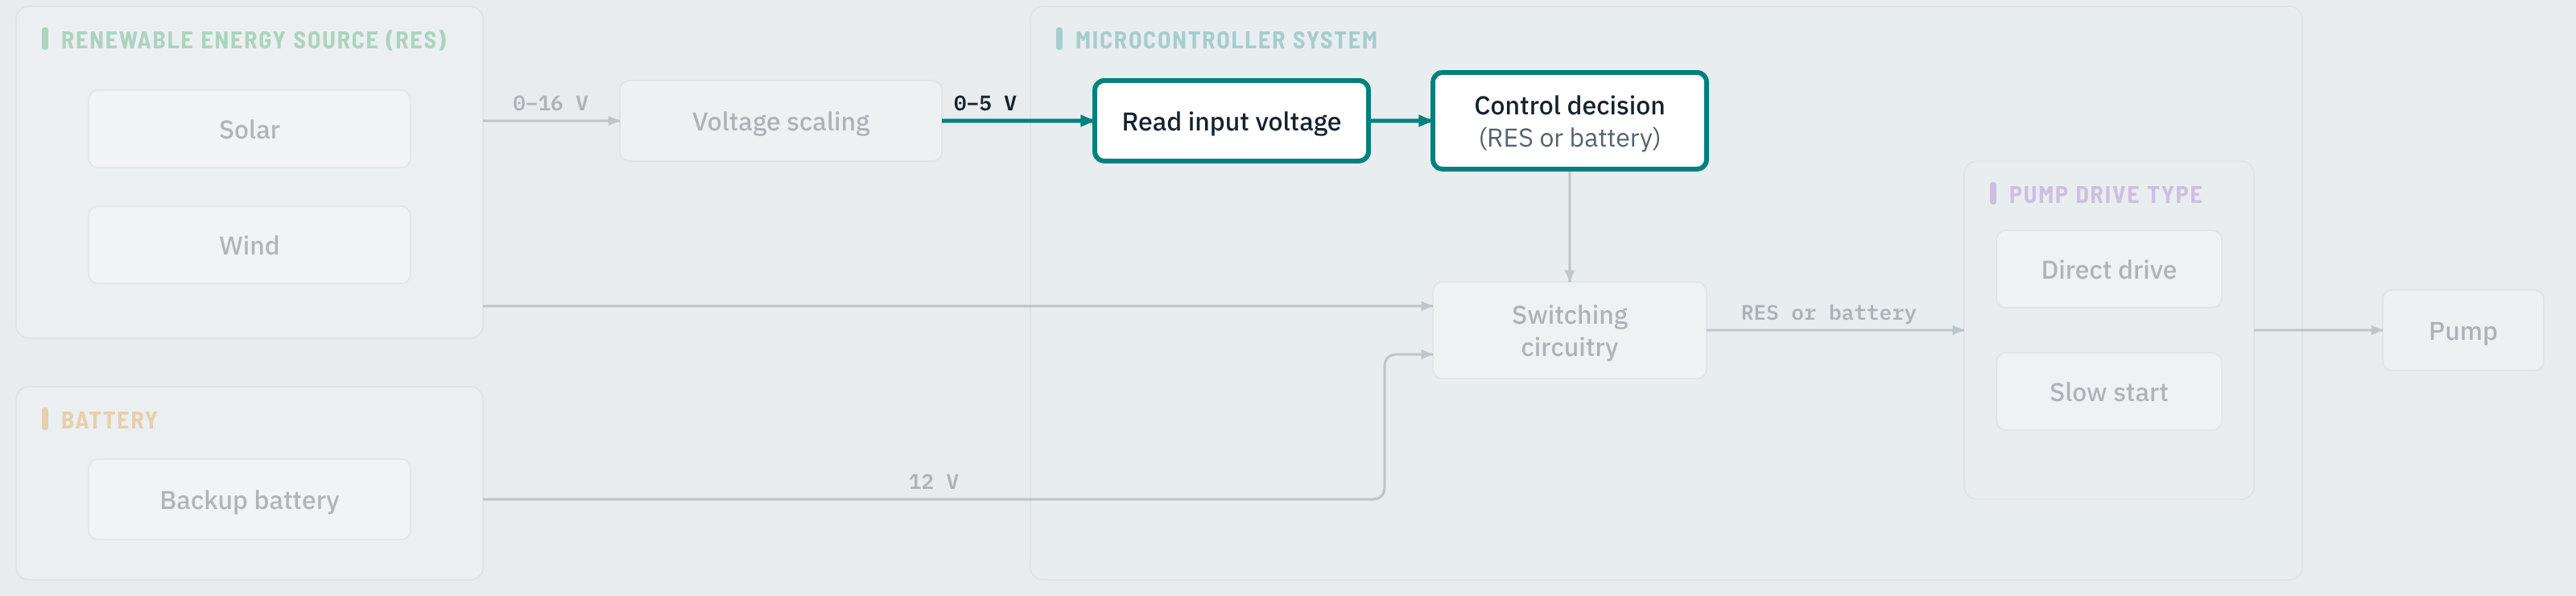 RENEWABLE ENERGY SOURCE (RES)
Solar
Wind
0–16 V
Voltage scaling
0–5 V
MICROCONTROLLER SYSTEM
Read input voltage
Control decision
(RES or battery)
Switching
circuitry
RES or battery
PUMP DRIVE TYPE
Direct drive
Slow start
Pump
BATTERY
Backup battery
12 V